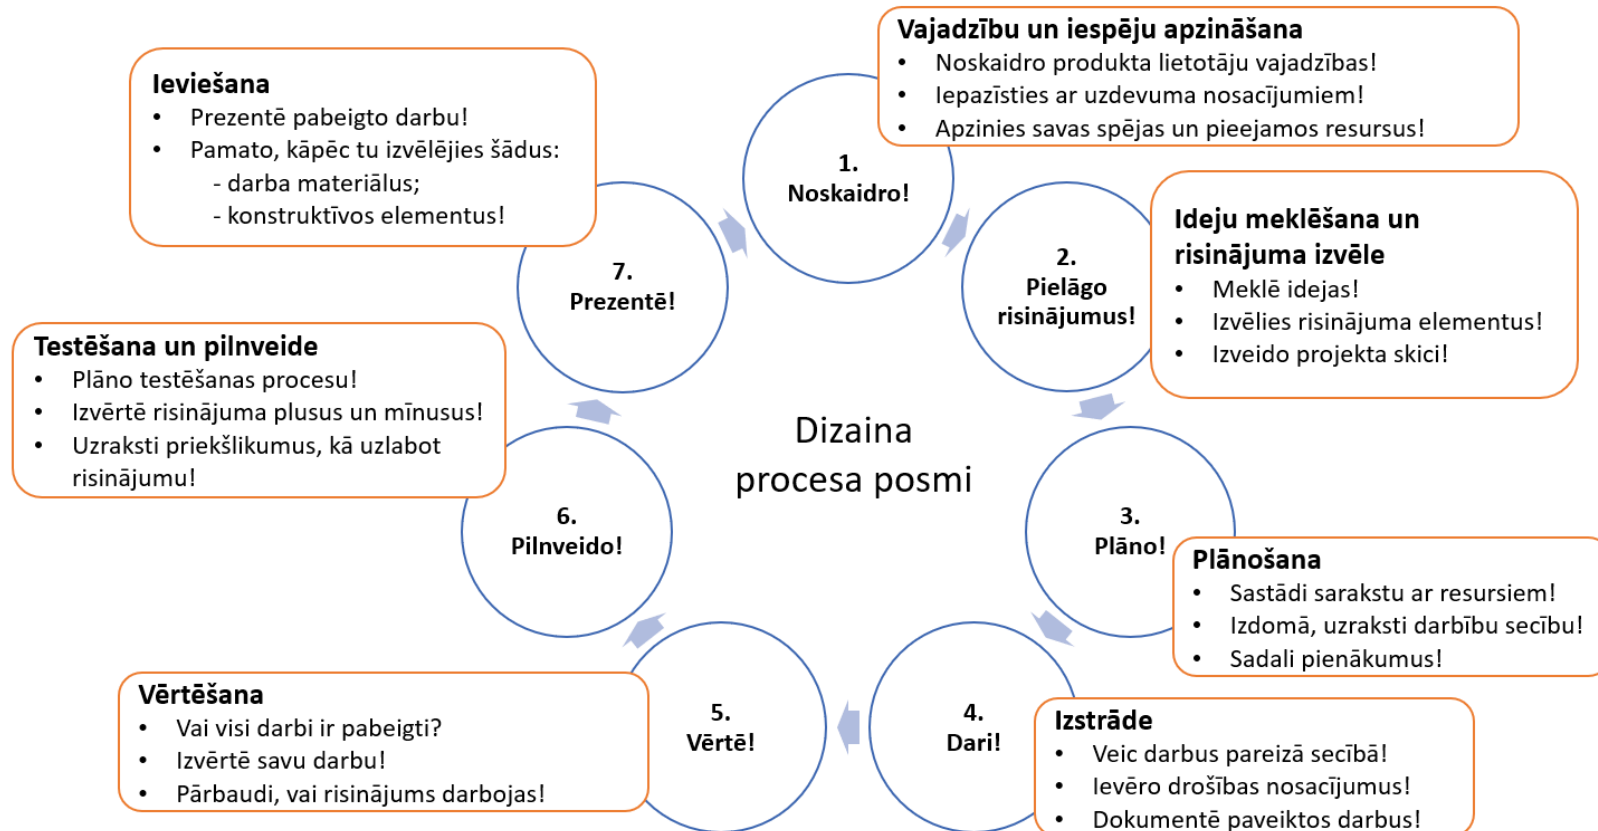 Vajadzību un iespēju apzināšana
• Noskaidro produkta lietotāju vajadzības!
• Iepazīsties ar uzdevuma nosacījumiem!
• Apzinies savas spējas un pieejamos resursus!
1.
Noskaidro!
Ideju meklēšana un
risinājuma izvēle
• Meklē idejas!
• Izvēlies risinājuma elementus!
• Izveido projekta skici!
2.
Pielāgo
risinājumus!
3.
Plāno!
Plānošana
• Sastādi sarakstu ar resursiem!
• Izdomā, uzraksti darbību secību!
• Sadali pienākumus!
4.
Dari!
Izstrāde
• Veic darbus pareizā secībā!
• Ievēro drošības nosacījumus!
• Dokumentē paveiktos darbus!
5.
Vērtē!
Vērtēšana
• Vai visi darbi ir pabeigti?
• Izvērtē savu darbu!
• Pārbaudi, vai risinājums darbojas!
6.
Pilnveido!
Testēšana un pilnveide
• Plāno testēšanas procesu!
• Izvērtē risinājuma plusus un mīnusus!
• Uzraksti priekšlikumus, kā uzlabot
risinājumu!
7.
Prezentē!
Ieviešana
• Prezentē pabeigto darbu!
• Pamato, kāpēc tu izvēlējies šādus:
- darba materiālus;
- konstruktīvos elementus!
Dizaina
procesa posmi